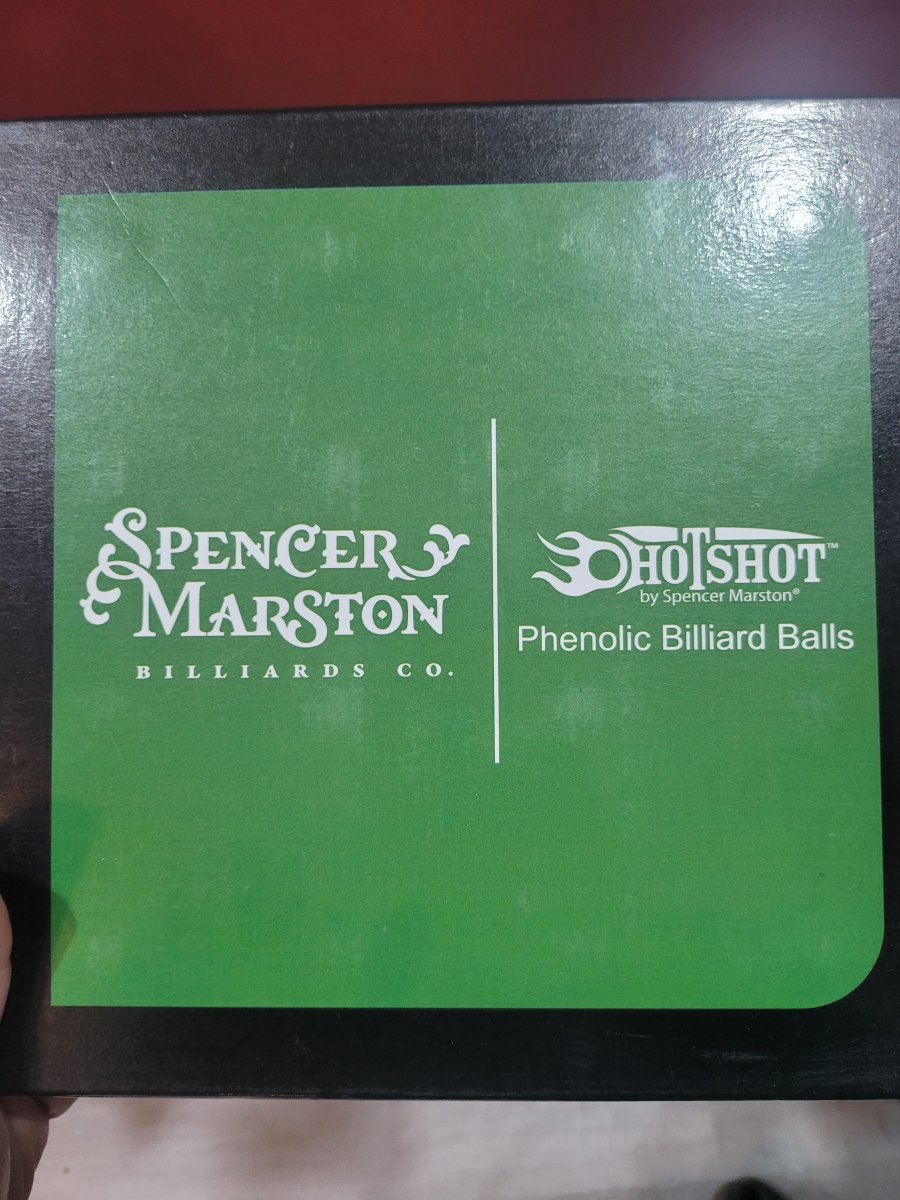 SPENCER
MARSTON
BILLIARDS CO.
HOTSHOT™
by Spencer Marston®
Phenolic Billiard Balls